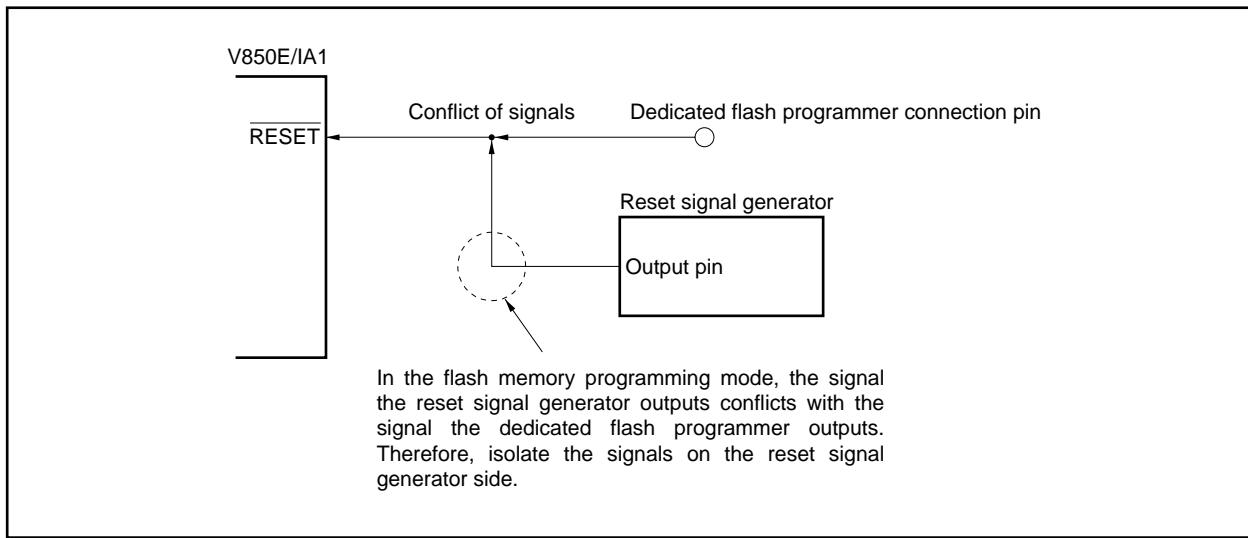 V850E/IA1
Conflict of signals
Dedicated flash programmer connection pin
RESET
Reset signal generator
Output pin
In the flash memory programming mode, the signal
the reset signal generator outputs conflicts with the
signal the dedicated flash programmer outputs.
Therefore, isolate the signals on the reset signal
generator side.